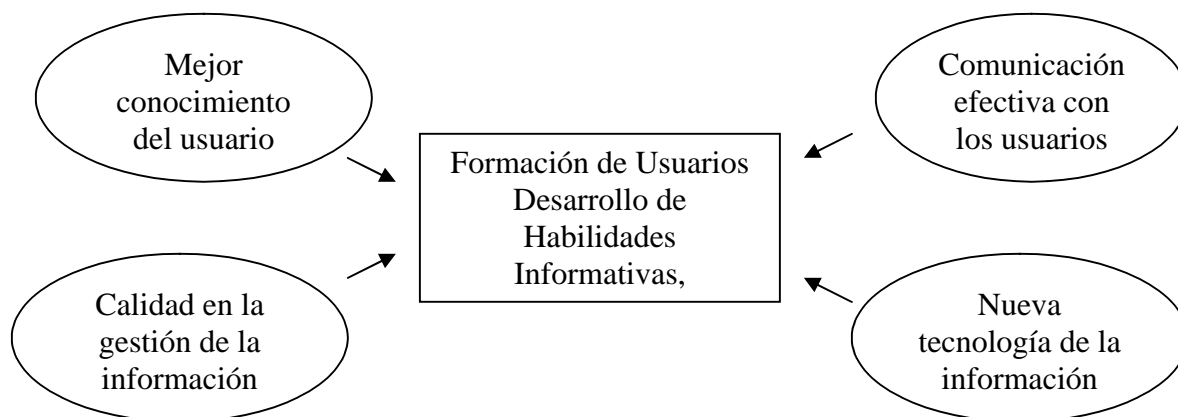 Mejor
conocimiento
del usuario
Comunicación
efectiva con
los usuarios
Formación de Usuarios
Desarrollo de
Habilidades
Informativas,
Calidad en la
gestión de la
información
Nueva
tecnología de la
información